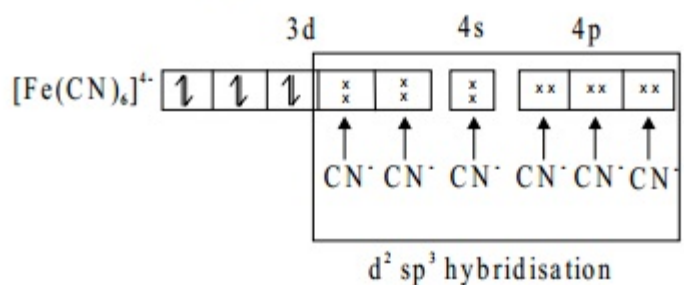 3d 4s 4p
[Fe(CN)₆]⁴⁻ x x x x x x x x x x x x
CN⁻ CN⁻ CN⁻ CN⁻ CN⁻ CN⁻
d² sp³ hybridisation